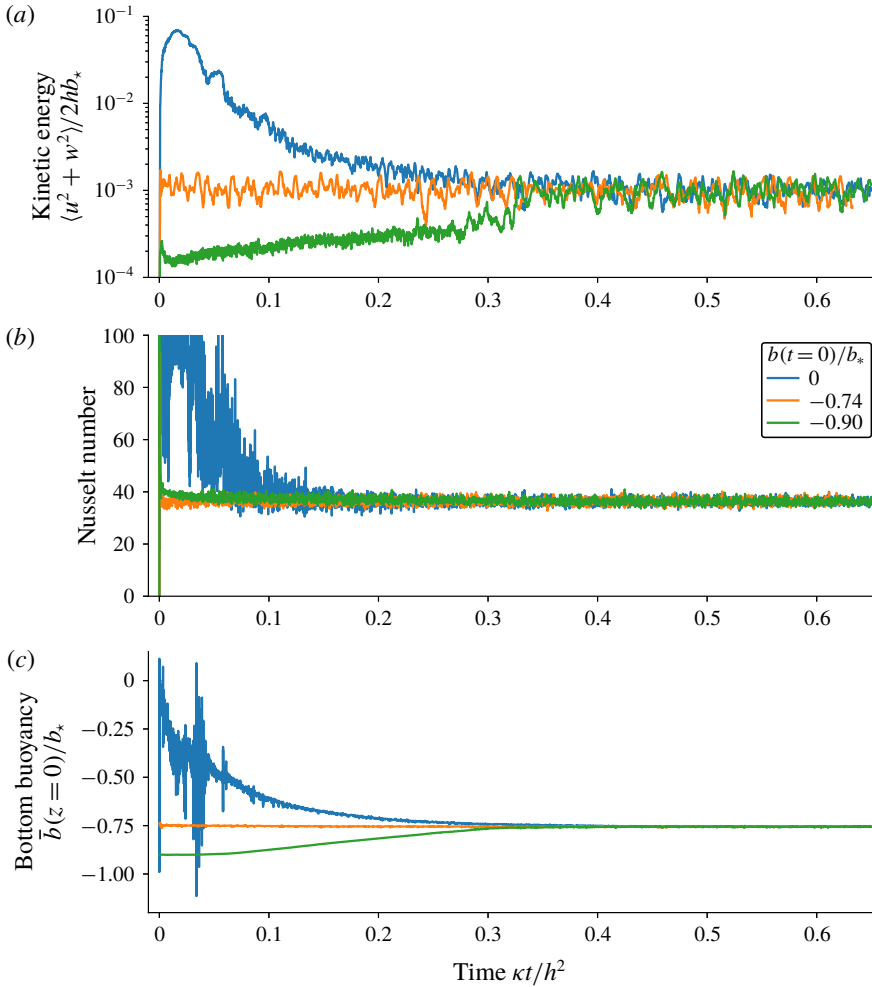 (a)
Kinetic energy
⟨u² + w²⟩/2hb⋆
10⁻¹
10⁻²
10⁻³
10⁻⁴
0 0.1 0.2 0.3 0.4 0.5 0.6
(b)
Nusselt number
100
80
60
40
20
0
b(t = 0)/b*
0
−0.74
−0.90
0 0.1 0.2 0.3 0.4 0.5 0.6
(c)
Bottom buoyancy
b̄(z = 0)/b⋆
0
−0.25
−0.50
−0.75
−1.00
0 0.1 0.2 0.3 0.4 0.5 0.6
Time κt/h²